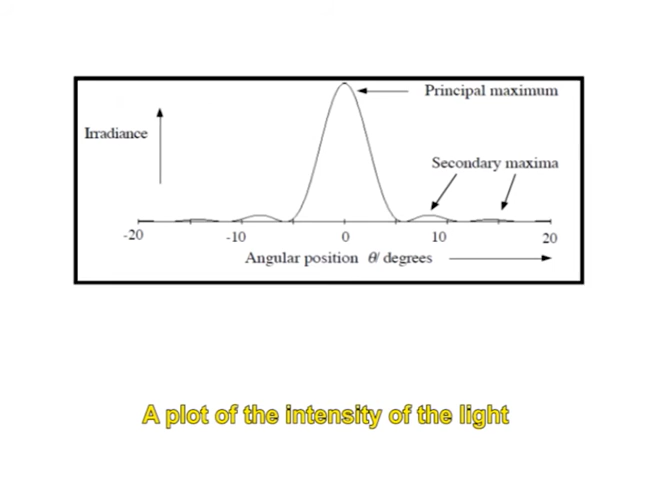 Principal maximum
Irradiance
Secondary maxima
-20 -10 0 10 20
Angular position θ/ degrees
A plot of the intensity of the light